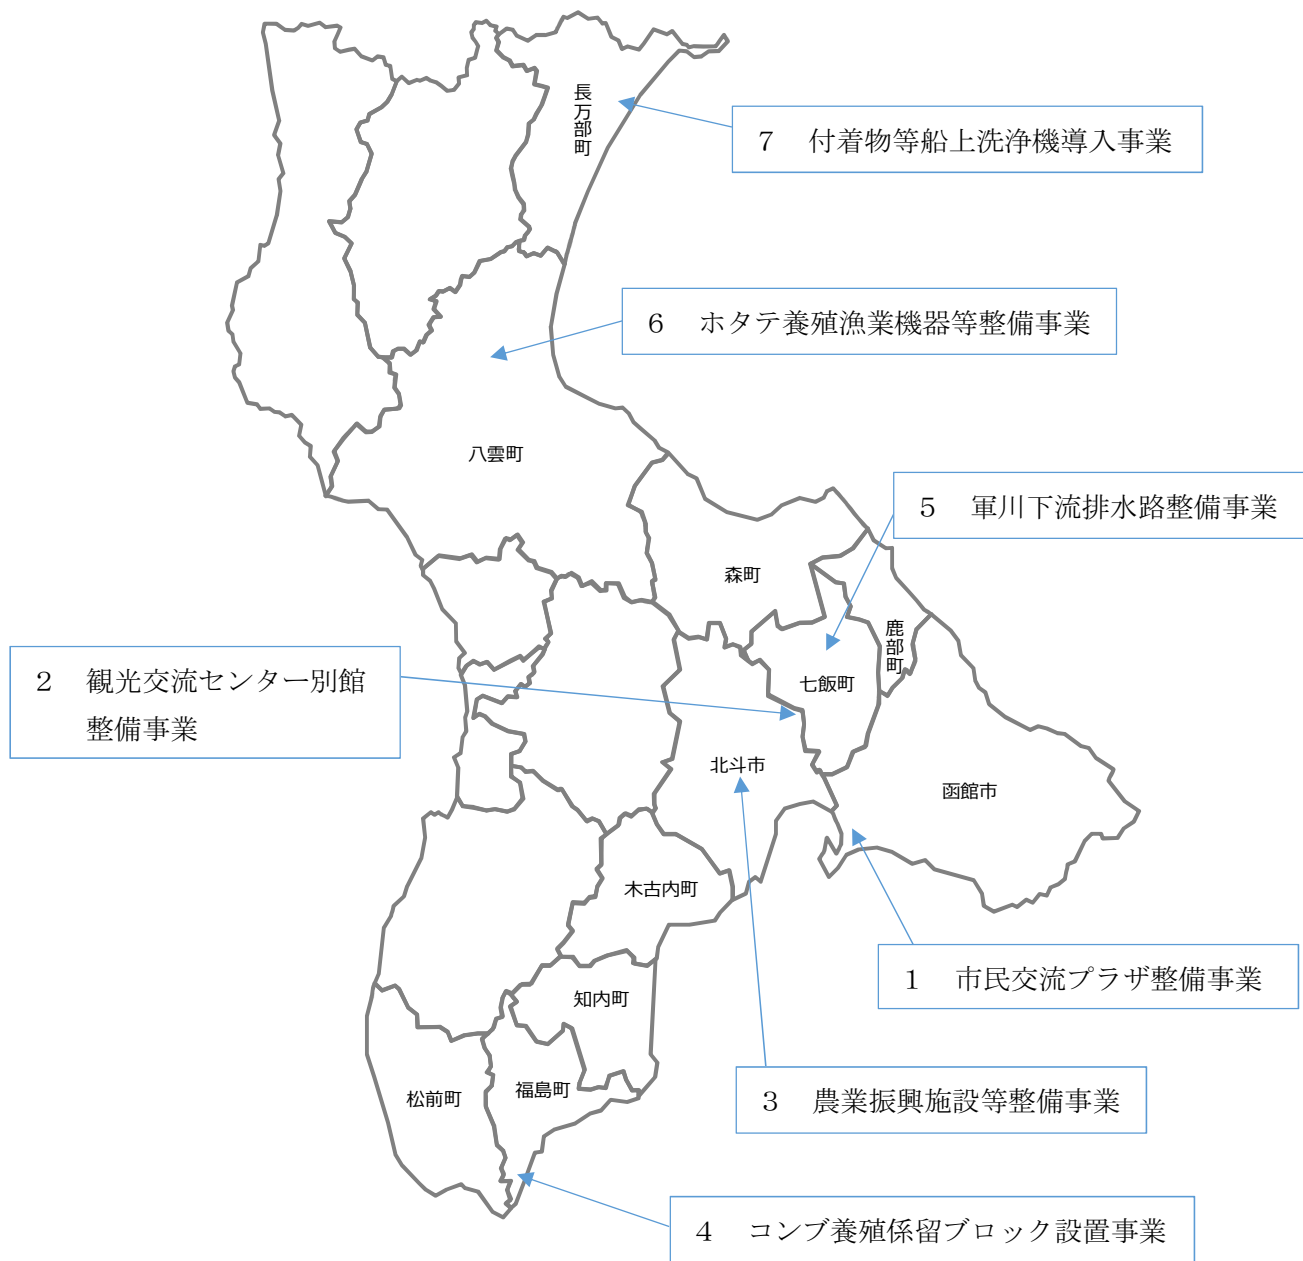 長万部町
７　付着物等船上洗浄機導入事業
６　ホタテ養殖漁業機器等整備事業
八雲町
５　軍川下流排水路整備事業
森町
鹿部町
２　観光交流センター別館
整備事業
七飯町
北斗市
函館市
木古内町
１　市民交流プラザ整備事業
知内町
福島町
松前町
３　農業振興施設等整備事業
４　コンブ養殖係留ブロック設置事業